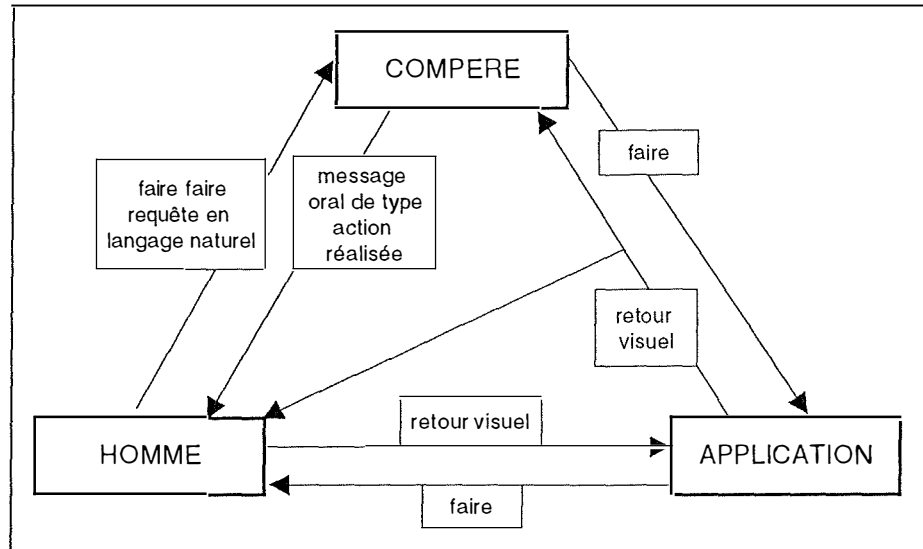 COMPERE
faire
faire faire
requête en
langage naturel
message
oral de type
action
réalisée
retour
visuel
retour visuel
HOMME
APPLICATION
faire